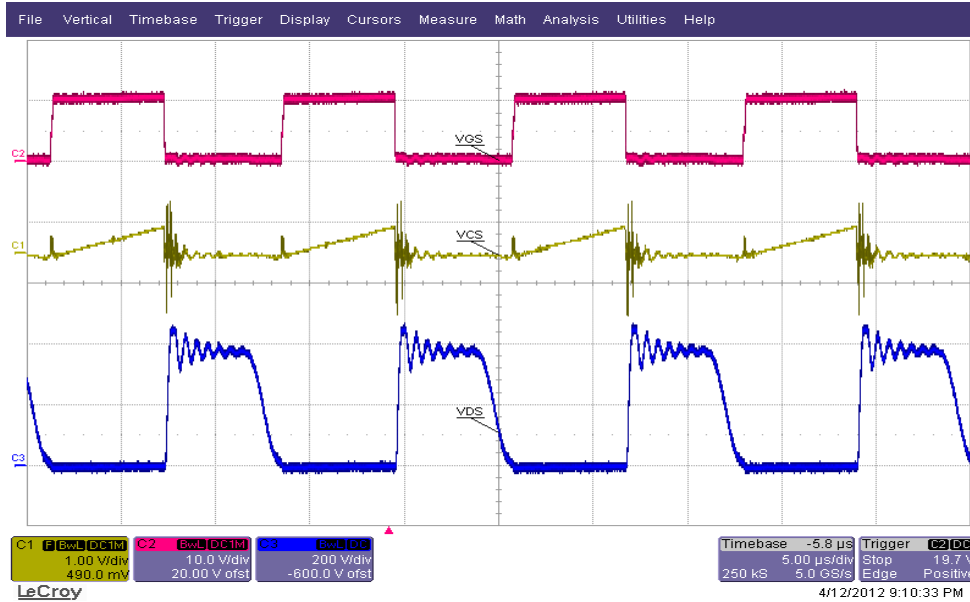 File Vertical Timebase Trigger Display Cursors Measure Math Analysis Utilities Help
C2
VGS
C1
VCS
VDS
C3
C1 F BwL DC1M
1.00 V/div
490.0 mV
C2 BwL DC1M
10.0 V/div
20.00 V ofst
C3 BwL DC
200 V/div
-600.0 V ofst
Timebase -5.8 µs
5.00 µs/div
250 kS 5.0 GS/s
Trigger C2 DC
Stop 19.7 V
Edge Positive
LeCroy
4/12/2012 9:10:33 PM